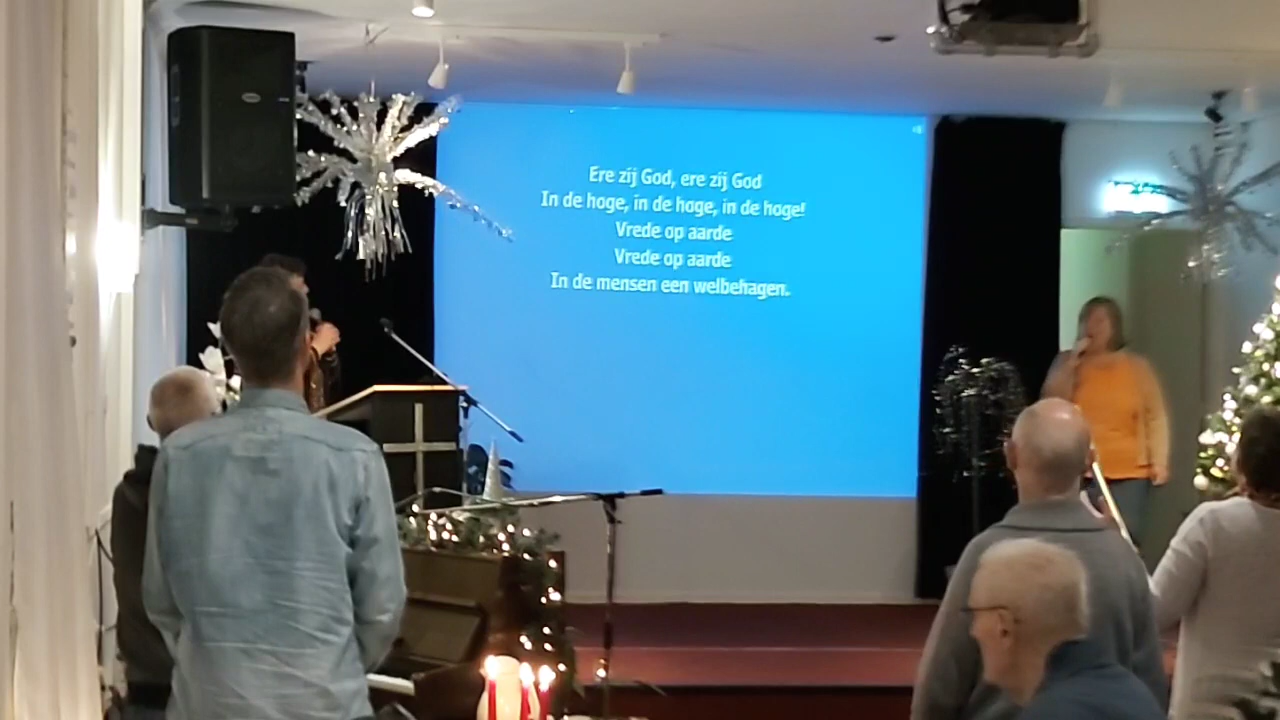 Ere zij God, ere zij God
In de hoge, in de hoge, in de hoge!
Vrede op aarde
Vrede op aarde
In de mensen een welbehagen.